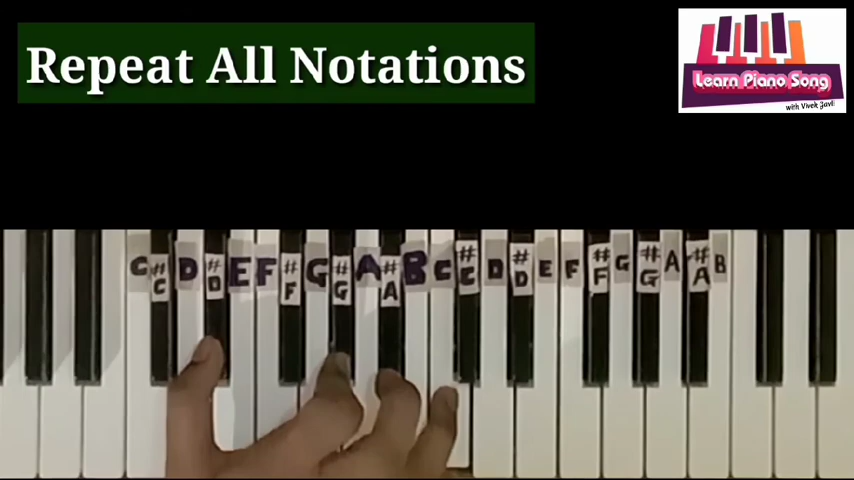 Repeat All Notations
Learn Piano Song
with Vivek Javli
C #C D #D E F #F G #G A #A B C #C D #D E F #F G #G A #A B